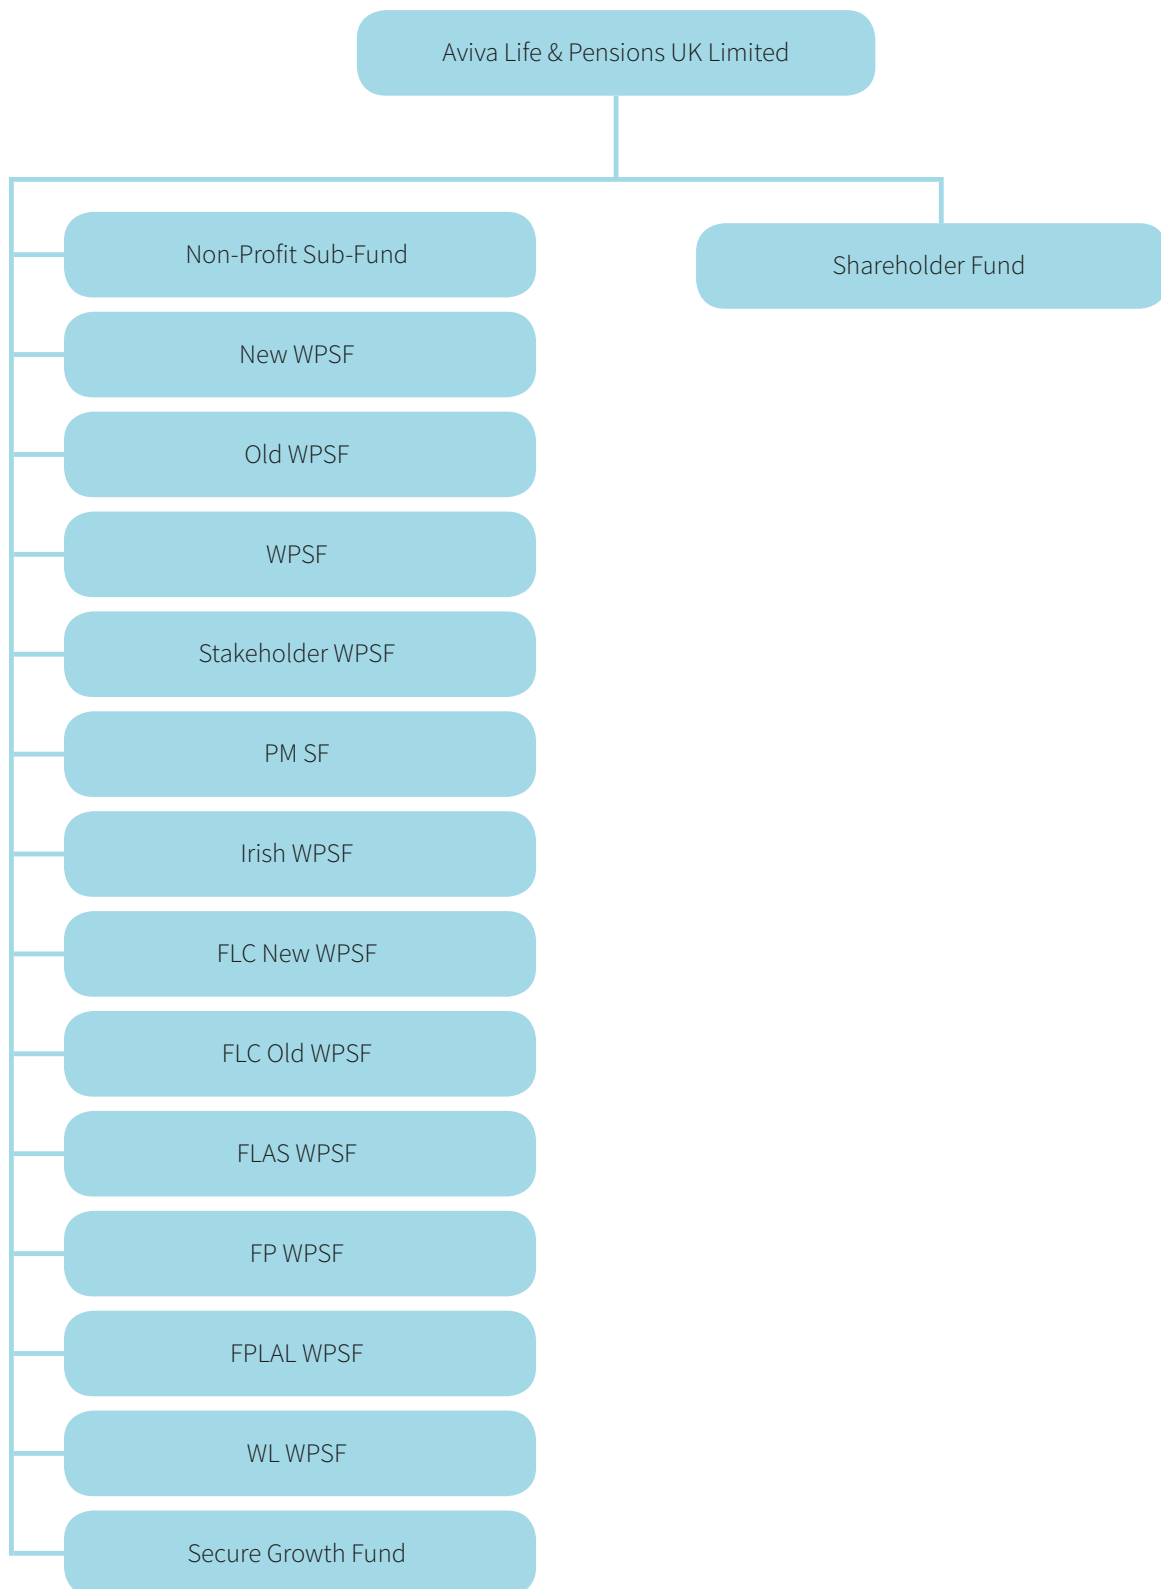 Aviva Life & Pensions UK Limited
Non-Profit Sub-Fund
Shareholder Fund
New WPSF
Old WPSF
WPSF
Stakeholder WPSF
PM SF
Irish WPSF
FLC New WPSF
FLC Old WPSF
FLAS WPSF
FP WPSF
FPLAL WPSF
WL WPSF
Secure Growth Fund